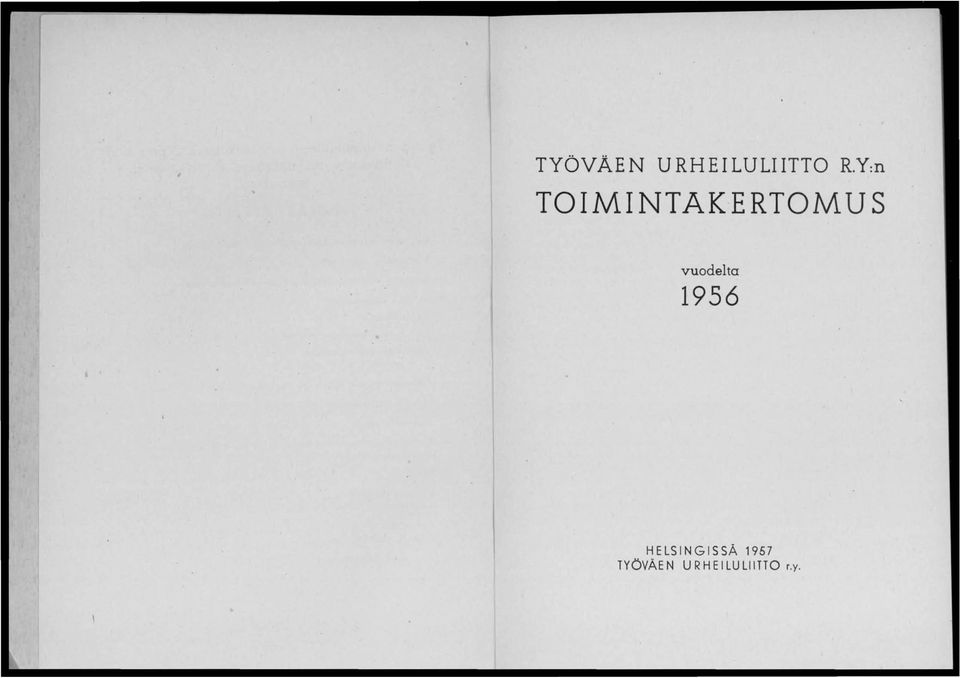 TYÖVÄEN URHEILULIITTO R.Y:n
TOIMINTAKERTOMUS
vuodelta
1956
HELSINGISSÄ 1957
TYÖVÄEN URHEILULIITTO r.y.